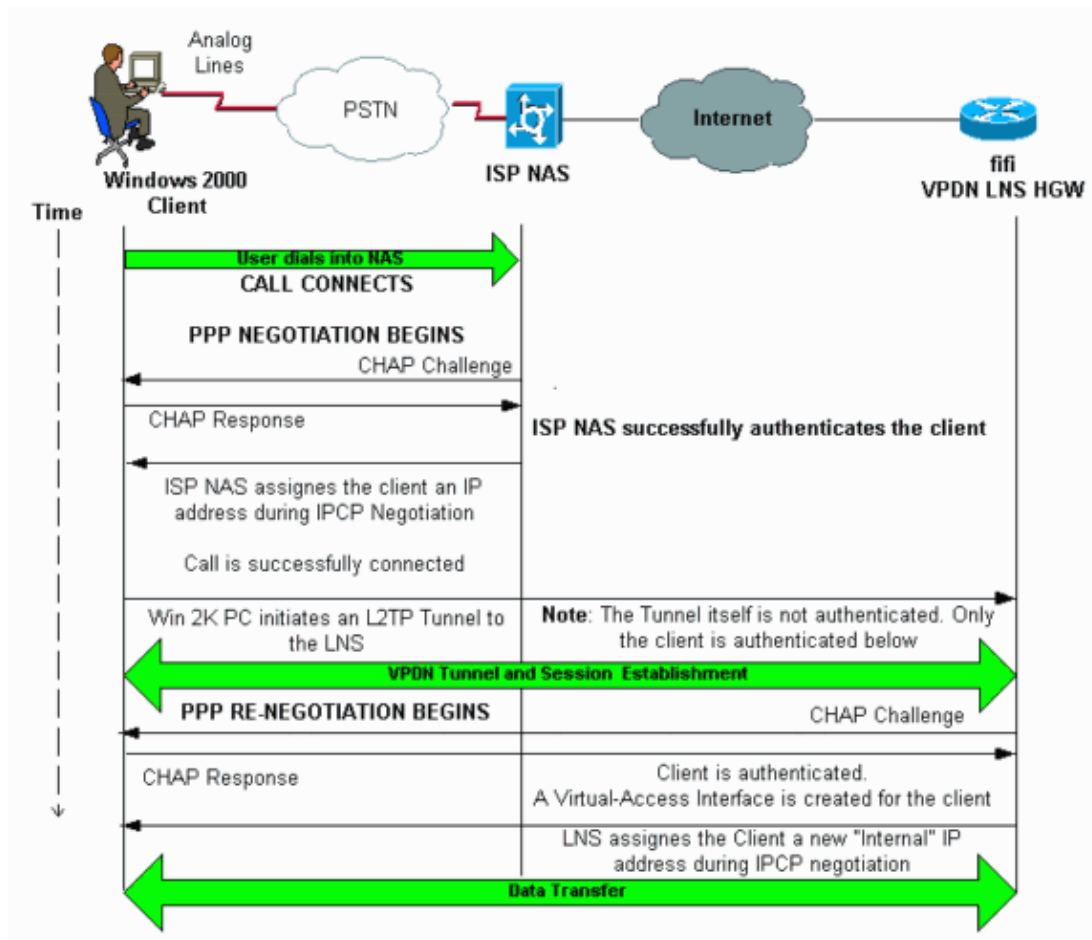 Analog
Lines
PSTN
Internet
ISP NAS
fifi
VPDN LNS HGW
Windows 2000
Client
Time
User dials into NAS
CALL CONNECTS
PPP NEGOTIATION BEGINS
CHAP Challenge
CHAP Response
ISP NAS successfully authenticates the client
ISP NAS assignes the client an IP
address during IPCP Negotiation
Call is successfully connected
Win 2K PC initiates an L2TP Tunnel to
the LNS
Note: The Tunnel itself is not authenticated. Only
the client is authenticated below
VPDN Tunnel and Session Establishment
PPP RE-NEGOTIATION BEGINS
CHAP Challenge
CHAP Response
Client is authenticated.
A Virtual-Access Interface is created for the client
LNS assignes the Client a new "Internal" IP
address during IPCP negotiation
Data Transfer